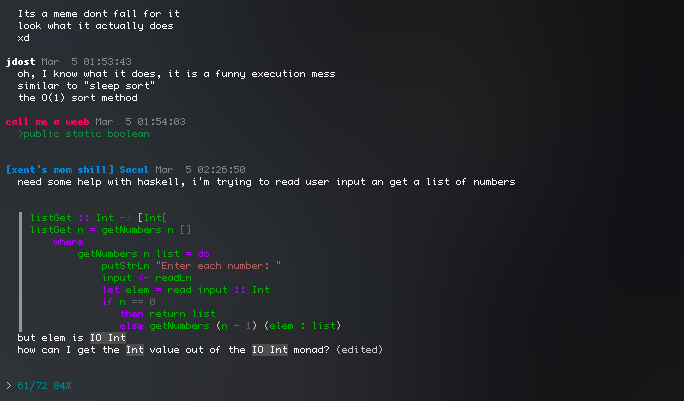 Its a meme dont fall for it
look what it actually does
xd
jdost Mar 5 01:53:43
oh, I know what it does, it is a funny execution mess
similar to "sleep sort"
the O(1) sort method
call me a weeb Mar 5 01:54:03
>public static boolean
[xent's mom shill] Sacul Mar 5 02:26:50
need some help with haskell, i'm trying to read user input an get a list of numbers
listGet :: Int -> [Int[
listGet n = getNumbers n []
where
getNumbers n list = do
putStrLn "Enter each number: "
input <- readLn
let elem = read input :: Int
if n == 0
then return list
else getNumbers (n - 1) (elem : list)
but elem is IO Int
how can I get the Int value out of the IO Int monad? (edited)
> 61/72 84%